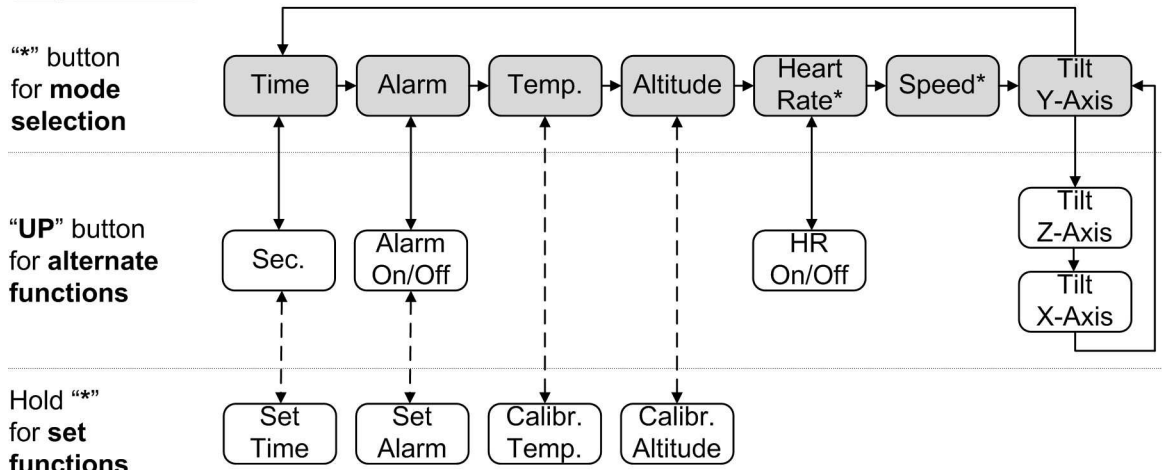 “*” button
for mode
selection
Time
Alarm
Temp.
Altitude
Heart
Rate*
Speed*
Tilt
Y-Axis
“UP” button
for alternate
functions
Sec.
Alarm
On/Off
HR
On/Off
Tilt
Z-Axis
Tilt
X-Axis
Hold “*”
for set
functions
Set
Time
Set
Alarm
Calibr.
Temp.
Calibr.
Altitude